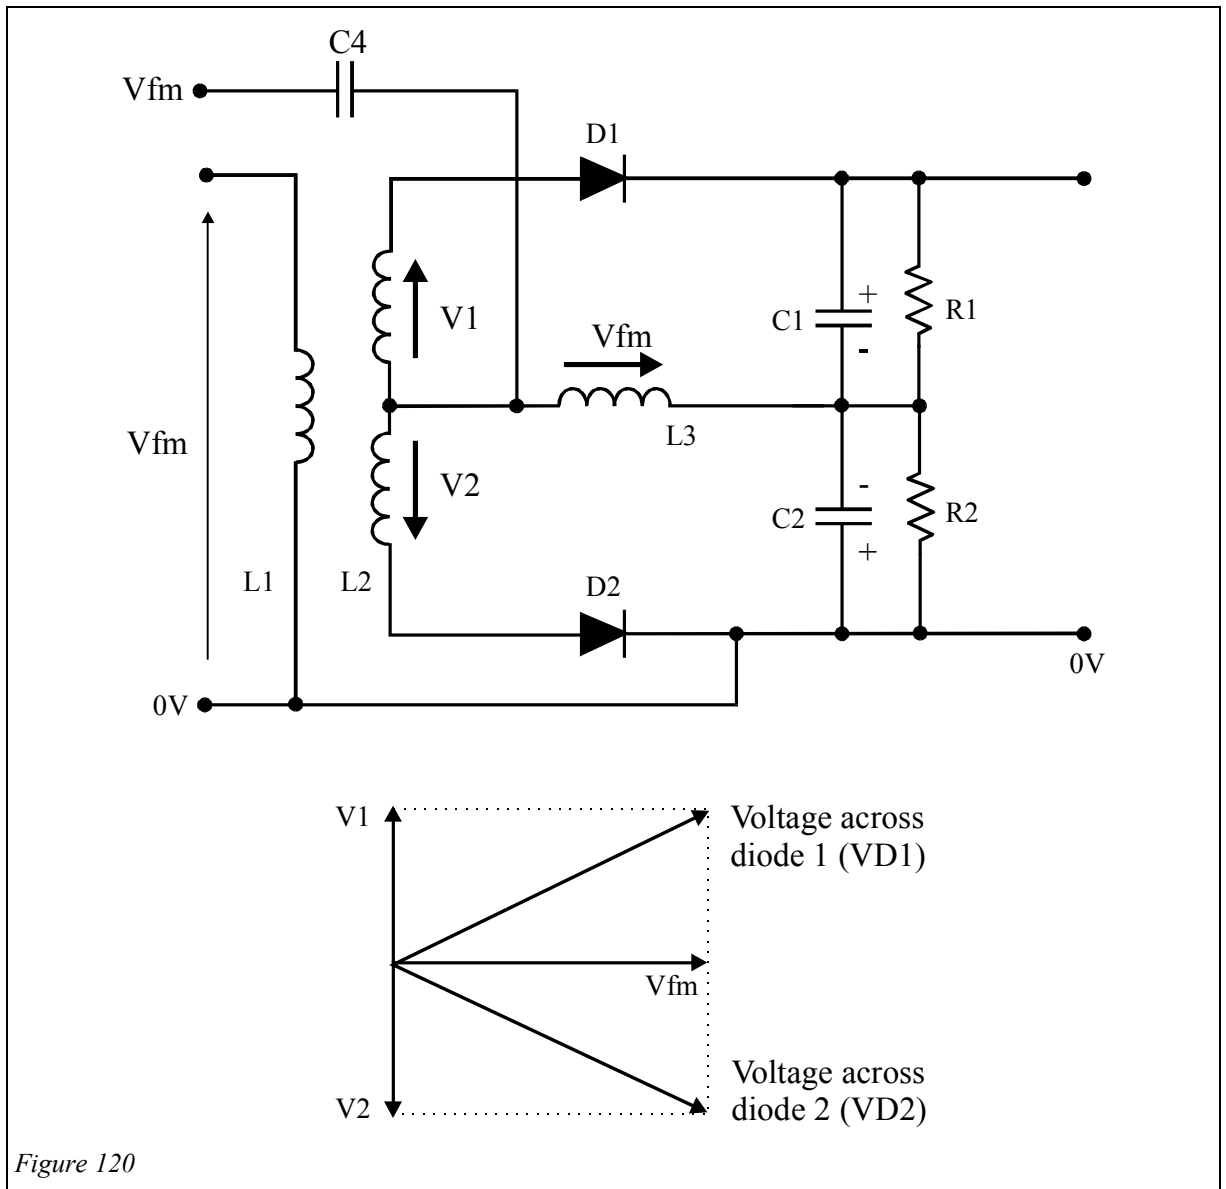 C4
Vfm
D1
V1
Vfm
C1
+
-
R1
Vfm
L3
V2
-
C2
+
R2
L1
L2
D2
0V
0V
V1
Voltage across
diode 1 (VD1)
Vfm
V2
Voltage across
diode 2 (VD2)
Figure 120